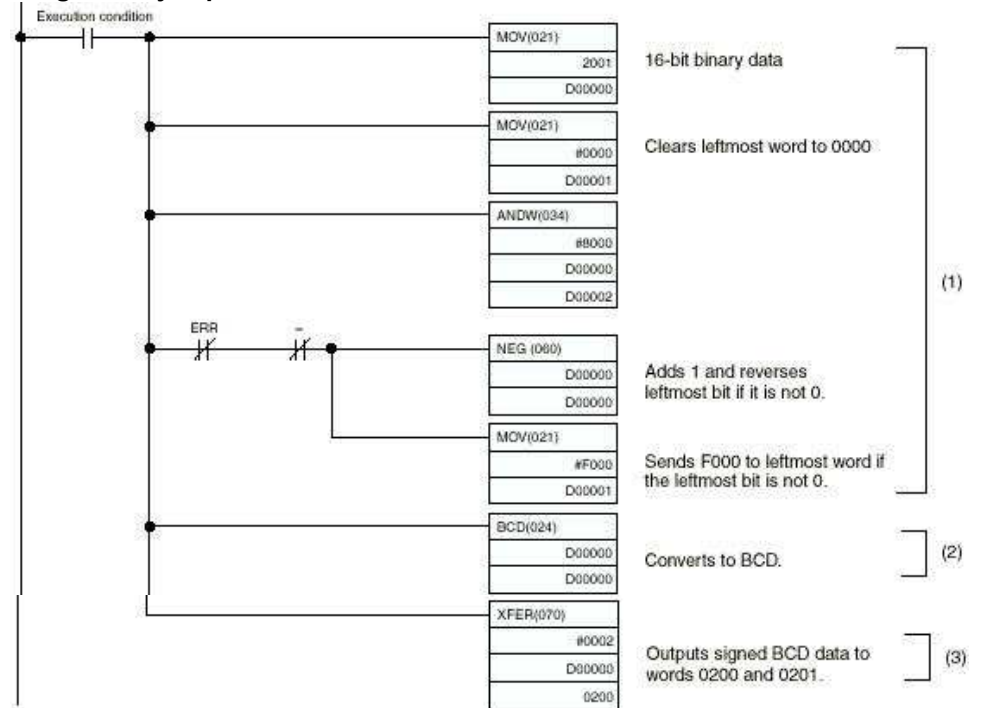 Execution condition
MOV(021)
2001
D00000
16-bit binary data
MOV(021)
#0000
D00001
Clears leftmost word to 0000
ANDW(034)
#8000
D00000
D00002
(1)
ERR
–
NEG (060)
D00000
D00000
Adds 1 and reverses
leftmost bit if it is not 0.
MOV(021)
#F000
D00001
Sends F000 to leftmost word if
the leftmost bit is not 0.
BCD(024)
D00000
D00000
Converts to BCD.
(2)
XFER(070)
#0002
D00000
0200
Outputs signed BCD data to
words 0200 and 0201.
(3)